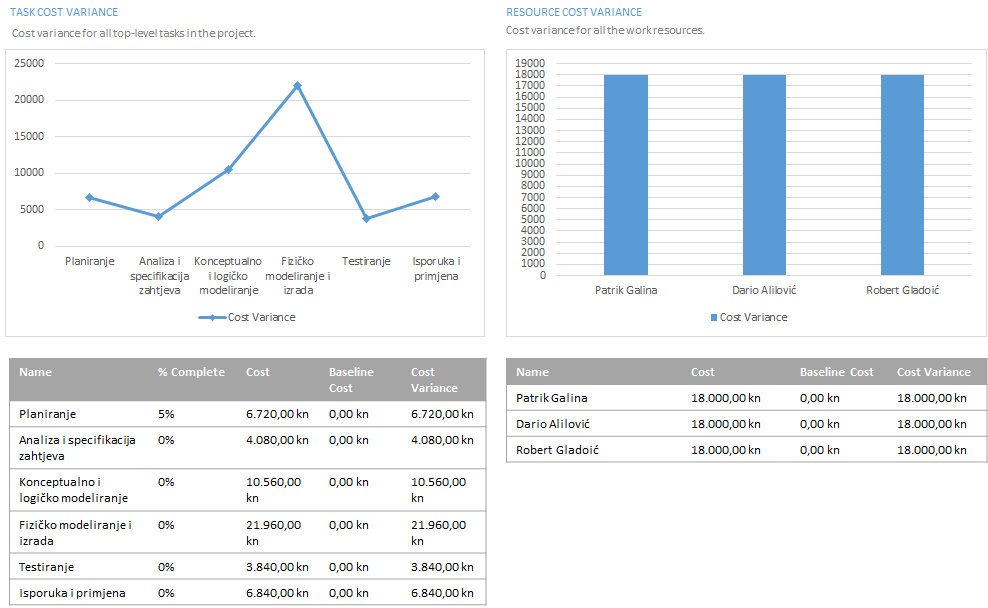 TASK COST VARIANCE
Cost variance for all top-level tasks in the project.
25000
20000
15000
10000
5000
0
Planiranje
Analiza i
specifikacija
zahtjeva
Konceptualno
i logičko
modeliranje
Fizičko
modeliranje i
izrada
Testiranje
Isporuka i
primjena
Cost Variance
Name % Complete Cost Baseline Cost
Cost Variance
Planiranje 5% 6.720,00 kn 0,00 kn 6.720,00 kn
Analiza i specifikacija 0% 4.080,00 kn 0,00 kn 4.080,00 kn
zahtjeva
Konceptualno i 0% 10.560,00 0,00 kn 10.560,00
logičko modeliranje kn kn
Fizičko modeliranje i 0% 21.960,00 0,00 kn 21.960,00
izrada kn kn
Testiranje 0% 3.840,00 kn 0,00 kn 3.840,00 kn
Isporuka i primjena 0% 6.840,00 kn 0,00 kn 6.840,00 kn
RESOURCE COST VARIANCE
Cost variance for all the work resources.
19000
18000
17000
16000
15000
14000
13000
12000
11000
10000
9000
8000
7000
6000
5000
4000
3000
2000
1000
0
Patrik Galina
Dario Alilović
Robert Gladoić
Cost Variance
Name Cost Baseline Cost Cost Variance
Patrik Galina 18.000,00 kn 0,00 kn 18.000,00 kn
Dario Alilović 18.000,00 kn 0,00 kn 18.000,00 kn
Robert Gladoić 18.000,00 kn 0,00 kn 18.000,00 kn